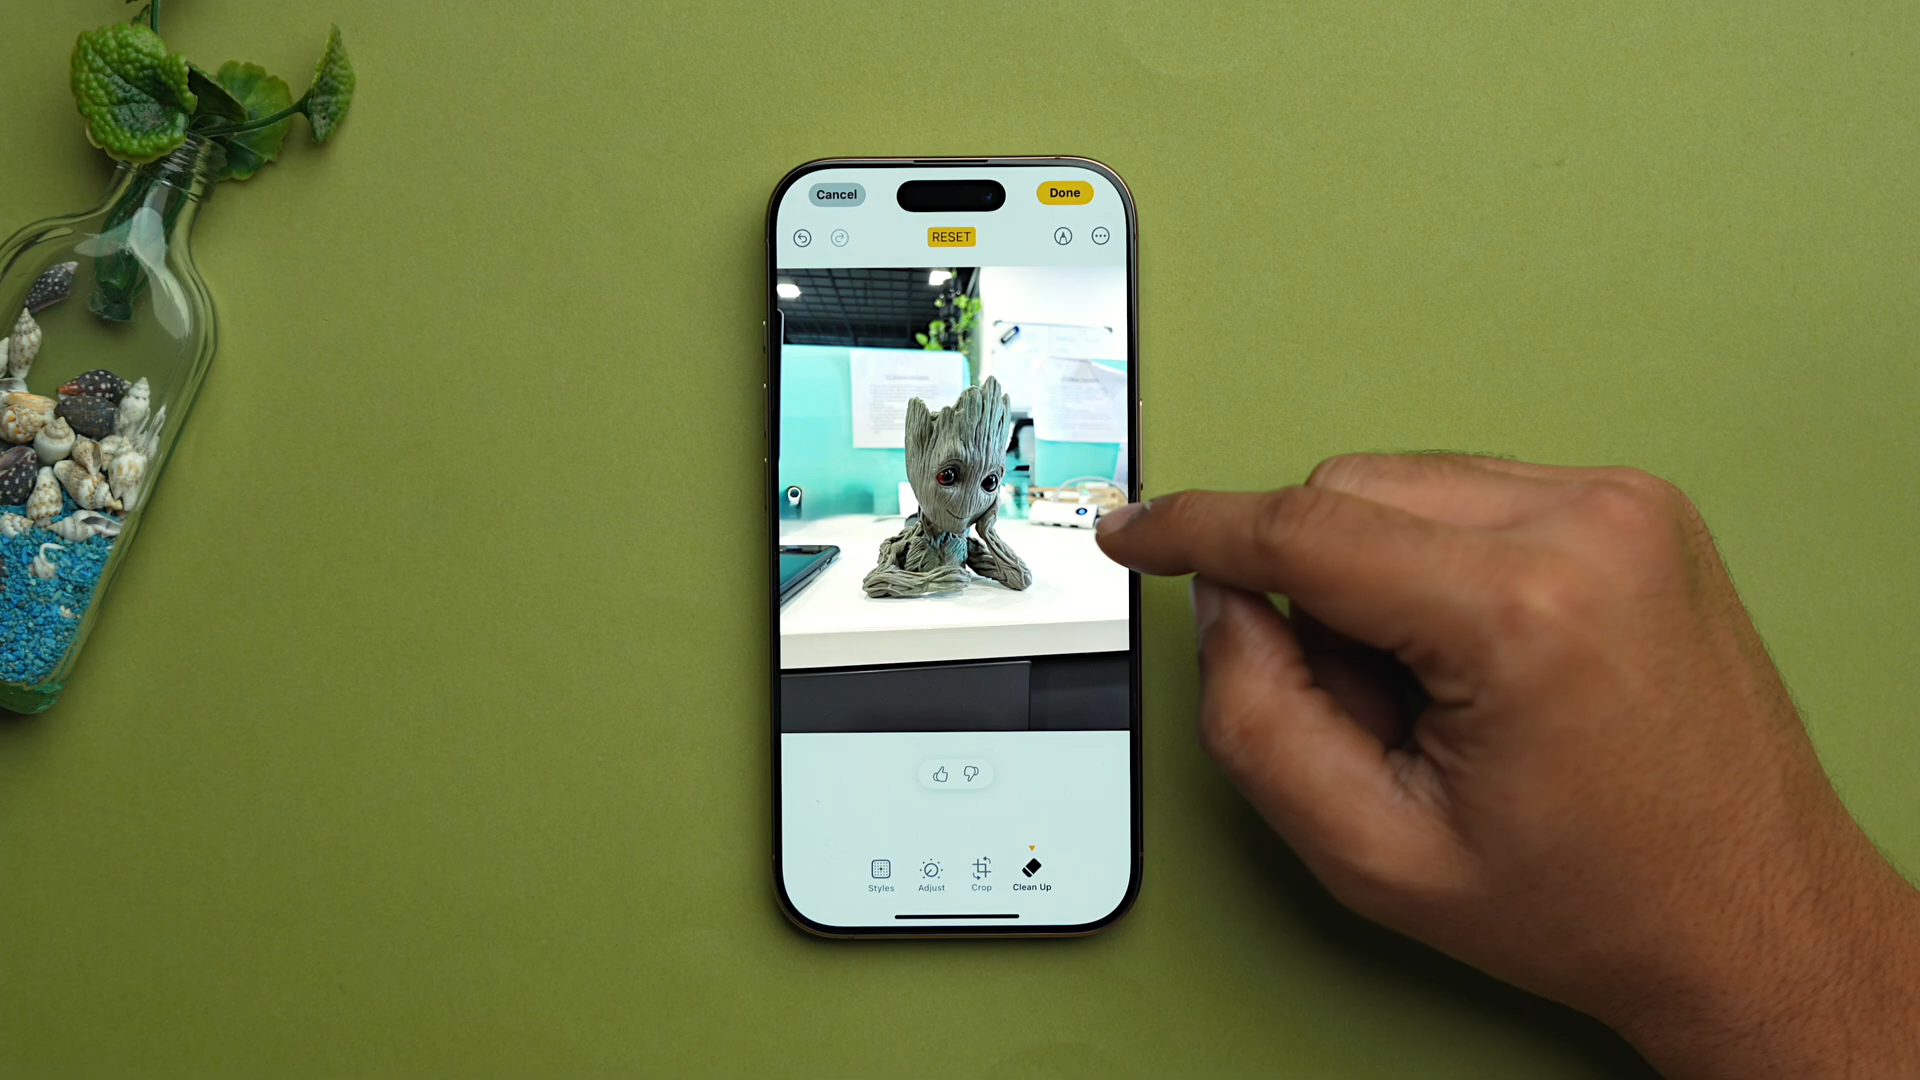 Cancel
Done
RESET
Styles
Adjust
Crop
Clean Up